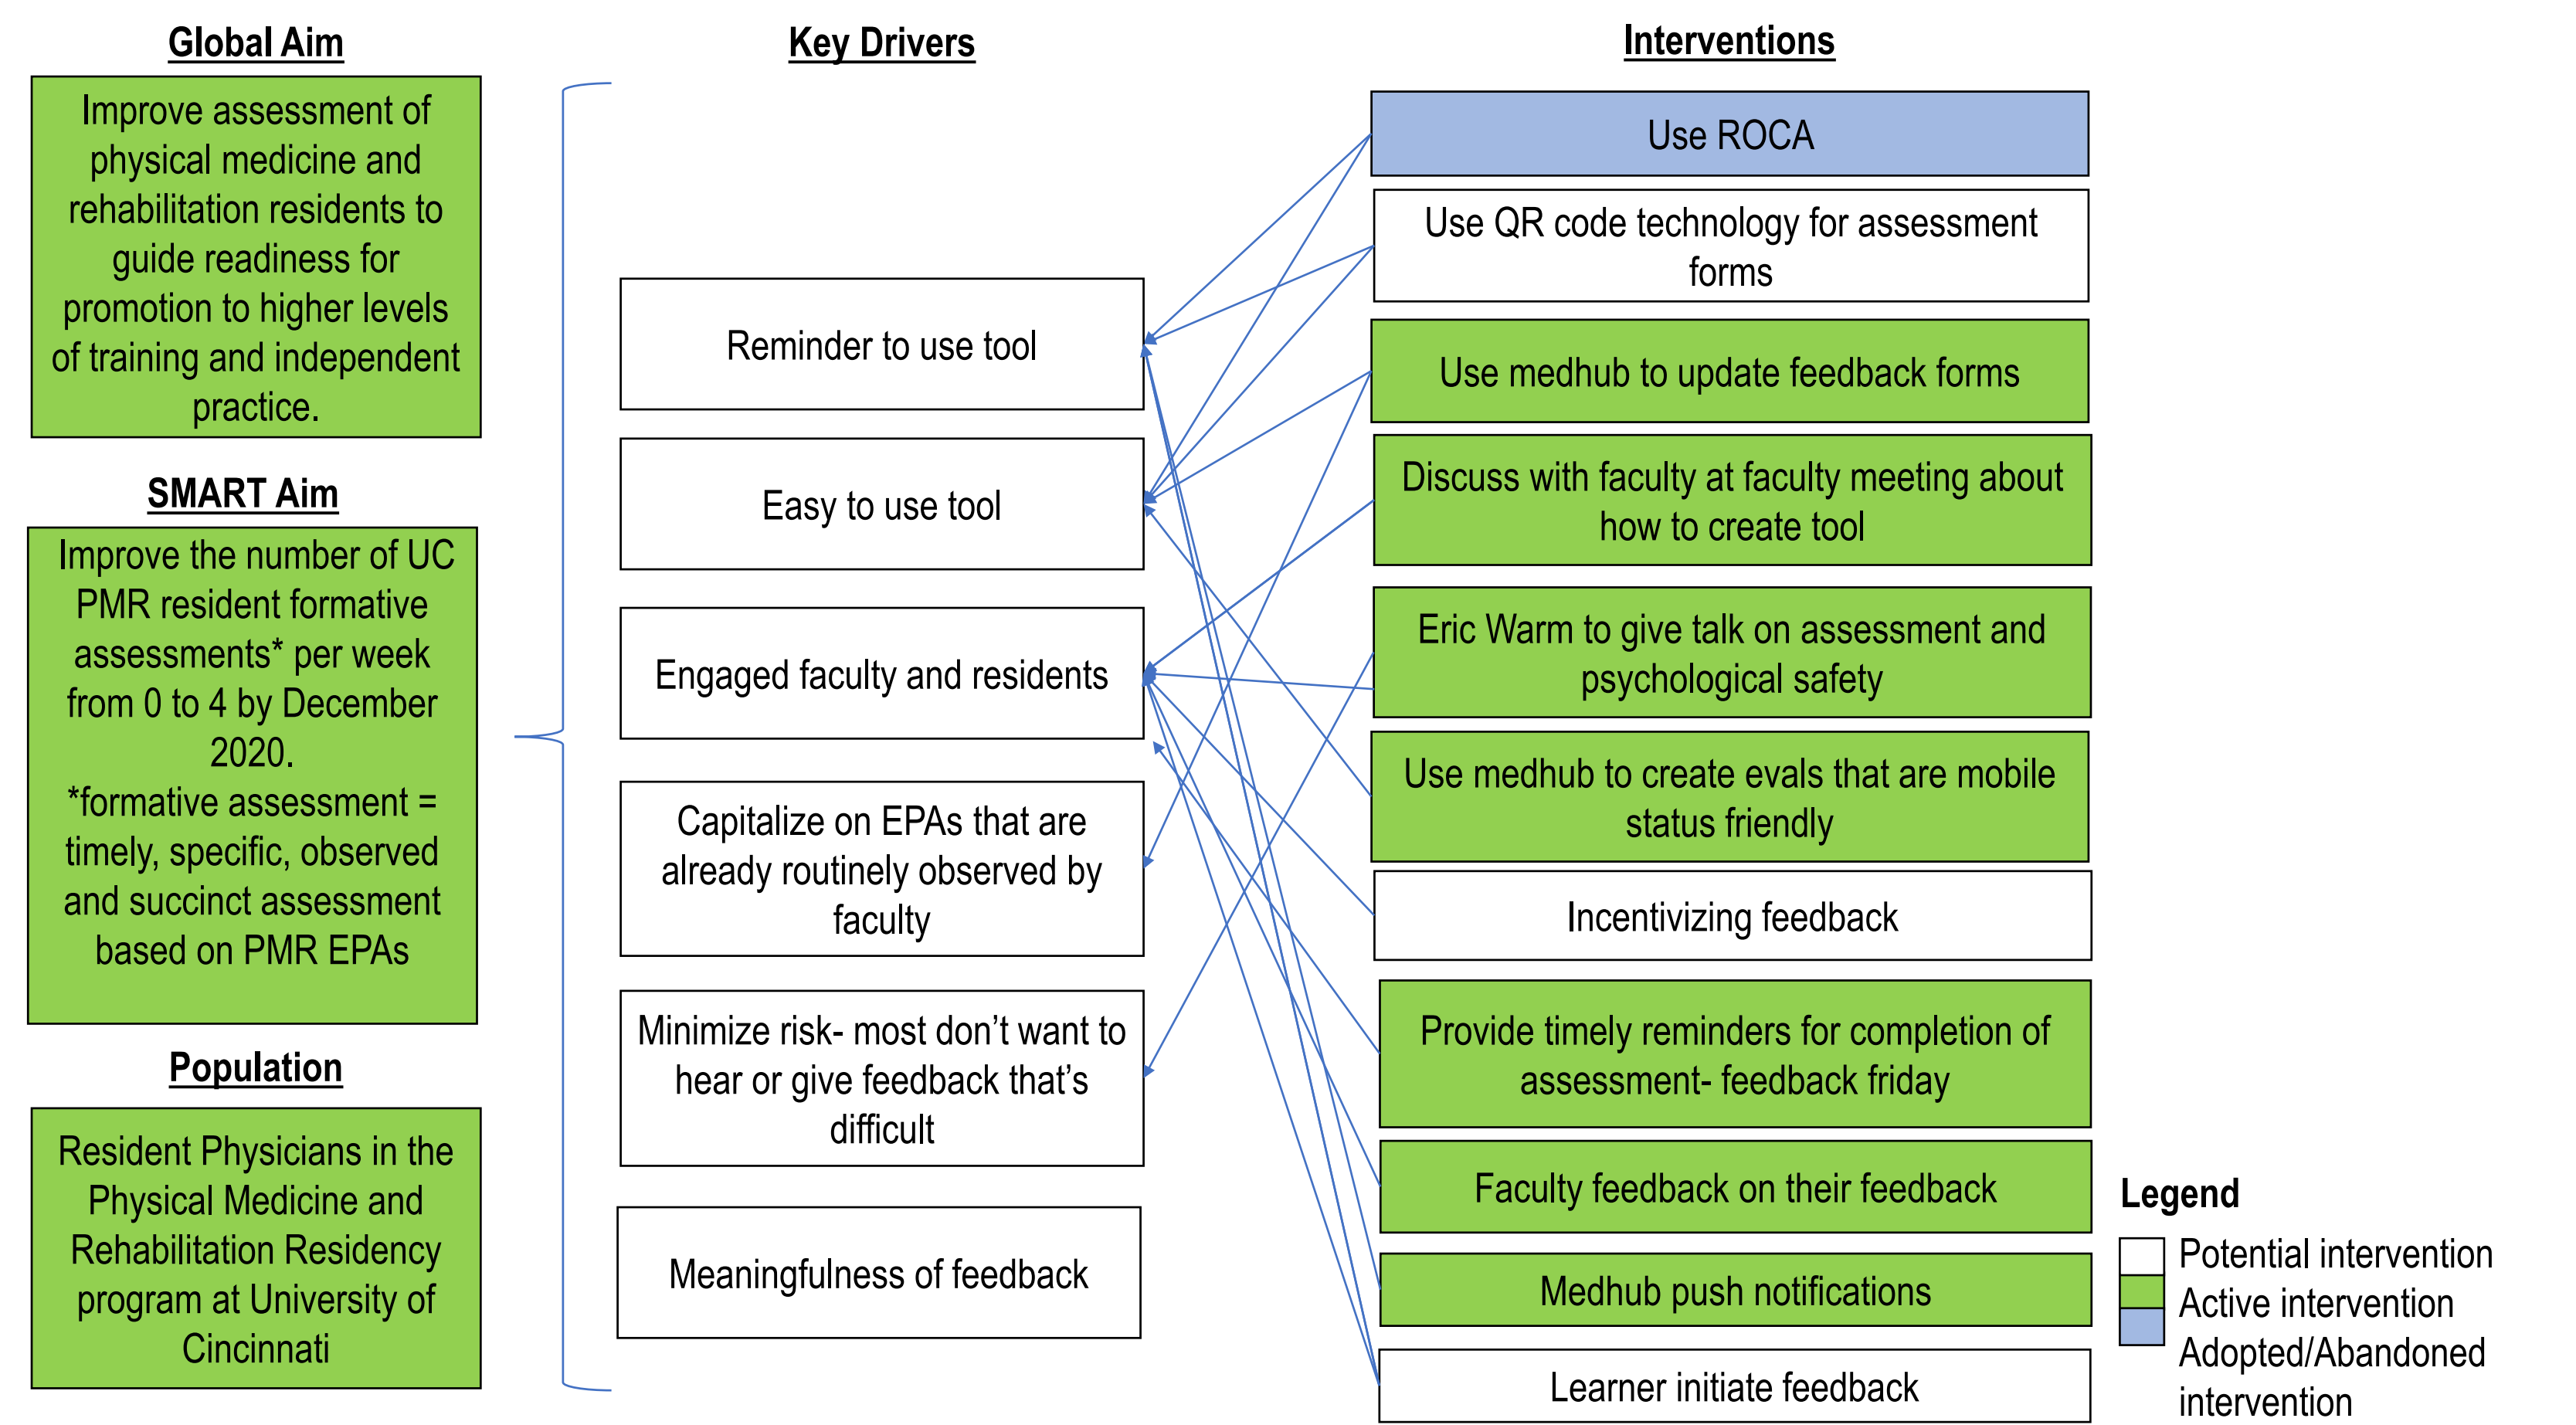 Global Aim
Improve assessment of
physical medicine and
rehabilitation residents to
guide readiness for
promotion to higher levels
of training and independent
practice.
SMART Aim
Improve the number of UC
PMR resident formative
assessments* per week
from 0 to 4 by December
2020.
*formative assessment =
timely, specific, observed
and succinct assessment
based on PMR EPAs
Population
Resident Physicians in the
Physical Medicine and
Rehabilitation Residency
program at University of
Cincinnati
Key Drivers
Reminder to use tool
Easy to use tool
Engaged faculty and residents
Capitalize on EPAs that are
already routinely observed by
faculty
Minimize risk- most don’t want to
hear or give feedback that’s
difficult
Meaningfulness of feedback
Interventions
Use ROCA
Use QR code technology for assessment
forms
Use medhub to update feedback forms
Discuss with faculty at faculty meeting about
how to create tool
Eric Warm to give talk on assessment and
psychological safety
Use medhub to create evals that are mobile
status friendly
Incentivizing feedback
Provide timely reminders for completion of
assessment- feedback friday
Faculty feedback on their feedback
Medhub push notifications
Learner initiate feedback
Legend
Potential intervention
Active intervention
Adopted/Abandoned
intervention